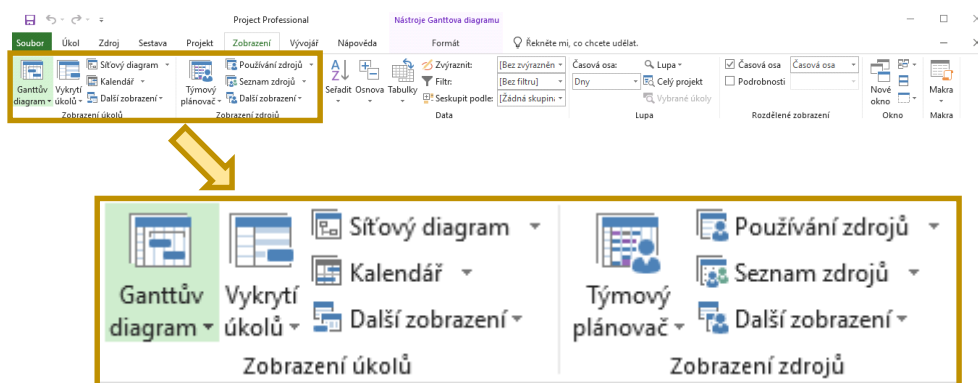 Project Professional
Nástroje Ganttova diagramu
Soubor Úkol Zdroj Sestava Projekt Zobrazení Vývojář Nápověda Formát Řekněte mi, co chcete udělat.
Ganttův diagram
Vykrytí úkolů
Síťový diagram
Kalendář
Další zobrazení
Zobrazení úkolů
Týmový plánovač
Používání zdrojů
Seznam zdrojů
Další zobrazení
Zobrazení zdrojů
Seřadit
Osnova
Tabulky
Zvýraznit: [Bez zvýrazněn
Filtr: [Bez filtru]
Seskupit podle: [Žádná skupin
Data
Časová osa:
Dny
Lupa
Celý projekt
Vybrané úkoly
Lupa
Časová osa Časová osa
Podrobnosti
Rozdělené zobrazení
Nové okno
Okno
Makra
Makra
Ganttův
diagram
Vykrytí
úkolů
Síťový diagram
Kalendář
Další zobrazení
Zobrazení úkolů
Týmový
plánovač
Používání zdrojů
Seznam zdrojů
Další zobrazení
Zobrazení zdrojů